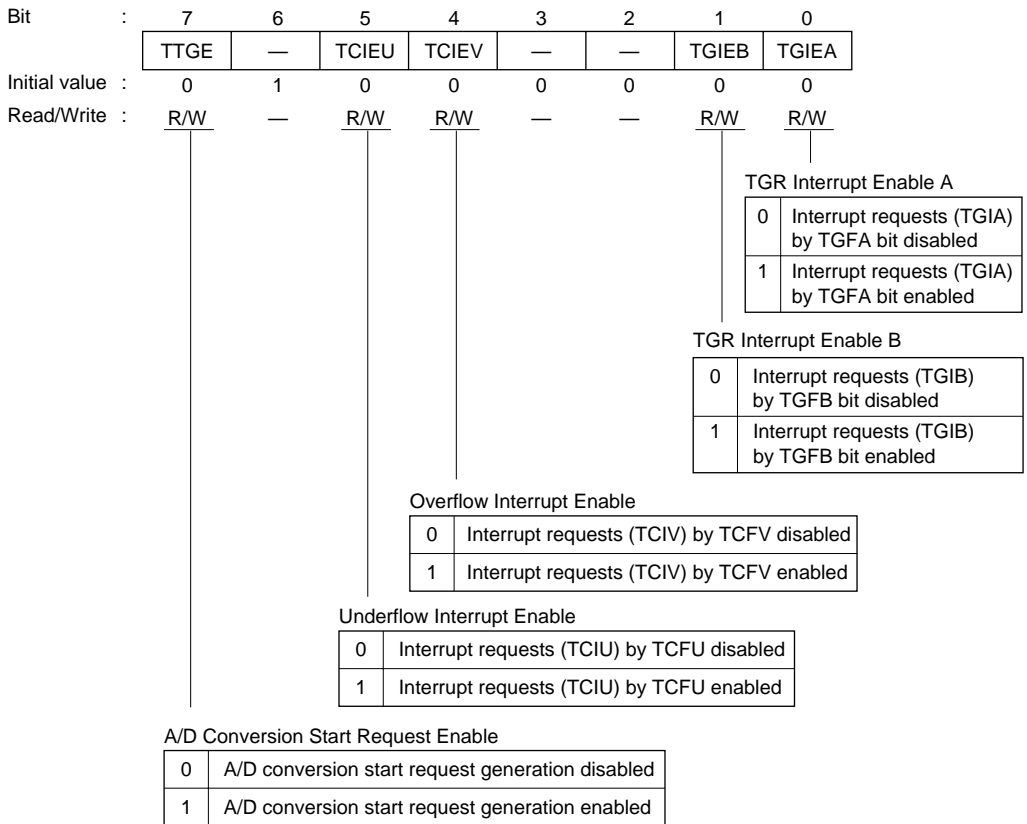 Bit : 7 6 5 4 3 2 1 0
TTGE — TCIEU TCIEV — — TGIEB TGIEA
Initial value : 0 1 0 0 0 0 0 0
Read/Write : R/W — R/W R/W — — R/W R/W
TGR Interrupt Enable A
0 Interrupt requests (TGIA)
by TGFA bit disabled
1 Interrupt requests (TGIA)
by TGFA bit enabled
TGR Interrupt Enable B
0 Interrupt requests (TGIB)
by TGFB bit disabled
1 Interrupt requests (TGIB)
by TGFB bit enabled
Overflow Interrupt Enable
0 Interrupt requests (TCIV) by TCFV disabled
1 Interrupt requests (TCIV) by TCFV enabled
Underflow Interrupt Enable
0 Interrupt requests (TCIU) by TCFU disabled
1 Interrupt requests (TCIU) by TCFU enabled
A/D Conversion Start Request Enable
0 A/D conversion start request generation disabled
1 A/D conversion start request generation enabled